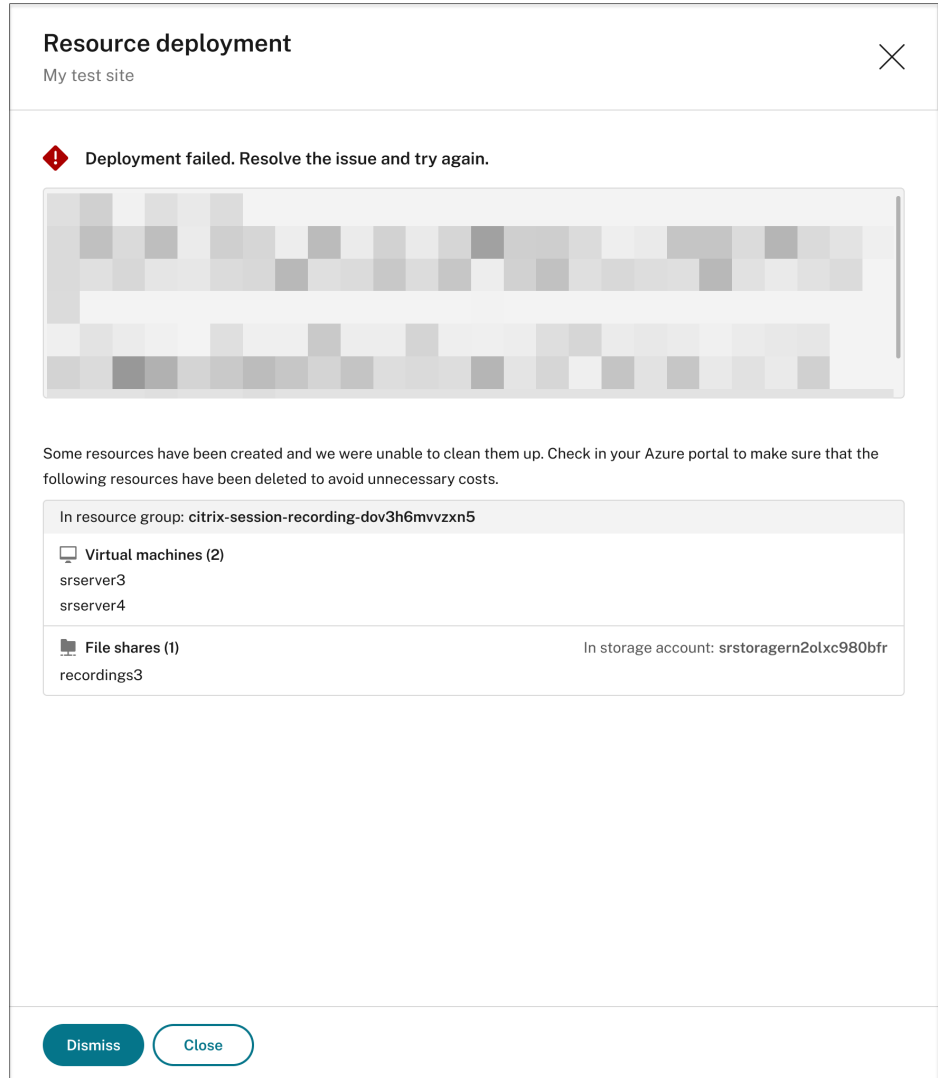 Resource deployment
My test site
Deployment failed. Resolve the issue and try again.
Some resources have been created and we were unable to clean them up. Check in your Azure portal to make sure that the
following resources have been deleted to avoid unnecessary costs.
In resource group: citrix-session-recording-dov3h6mvvzxn5
Virtual machines (2)
srserver3
srserver4
File shares (1)
In storage account: srstoragern2olxc980bfr
recordings3
Dismiss
Close